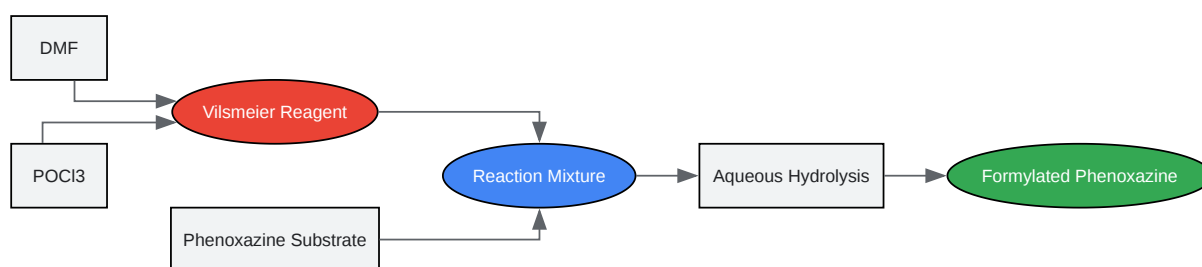 DMF
Vilsmeier Reagent
POCl3
Reaction Mixture
Aqueous Hydrolysis
Formylated Phenoxazine
Phenoxazine Substrate